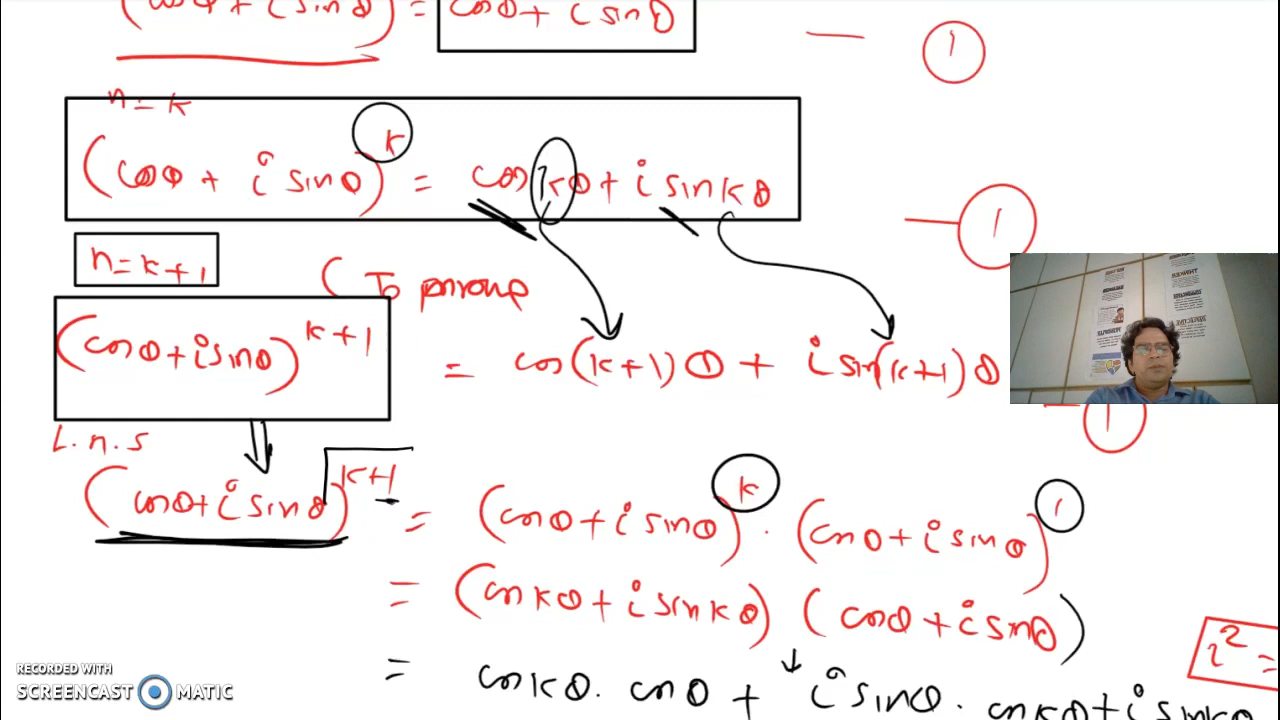 (cosθ + i sinθ) = cosθ + i sinθ — 1
n = k
(cosθ + i sinθ)^k = cos kθ + i sin kθ — 1
n = k+1 ( To prove
(cosθ + i sinθ)^k+1 = cos(k+1)θ + i sin(k+1)θ
1
L.h.s
(cosθ + i sinθ)^k+1 = (cosθ + i sinθ)^k . (cosθ + i sinθ)^1
= (cos kθ + i sin kθ) (cosθ + i sinθ)
i² =
= cos kθ . cosθ + i sinθ . cos kθ + i sin kθ
RECORDED WITH
SCREENCAST MATIC